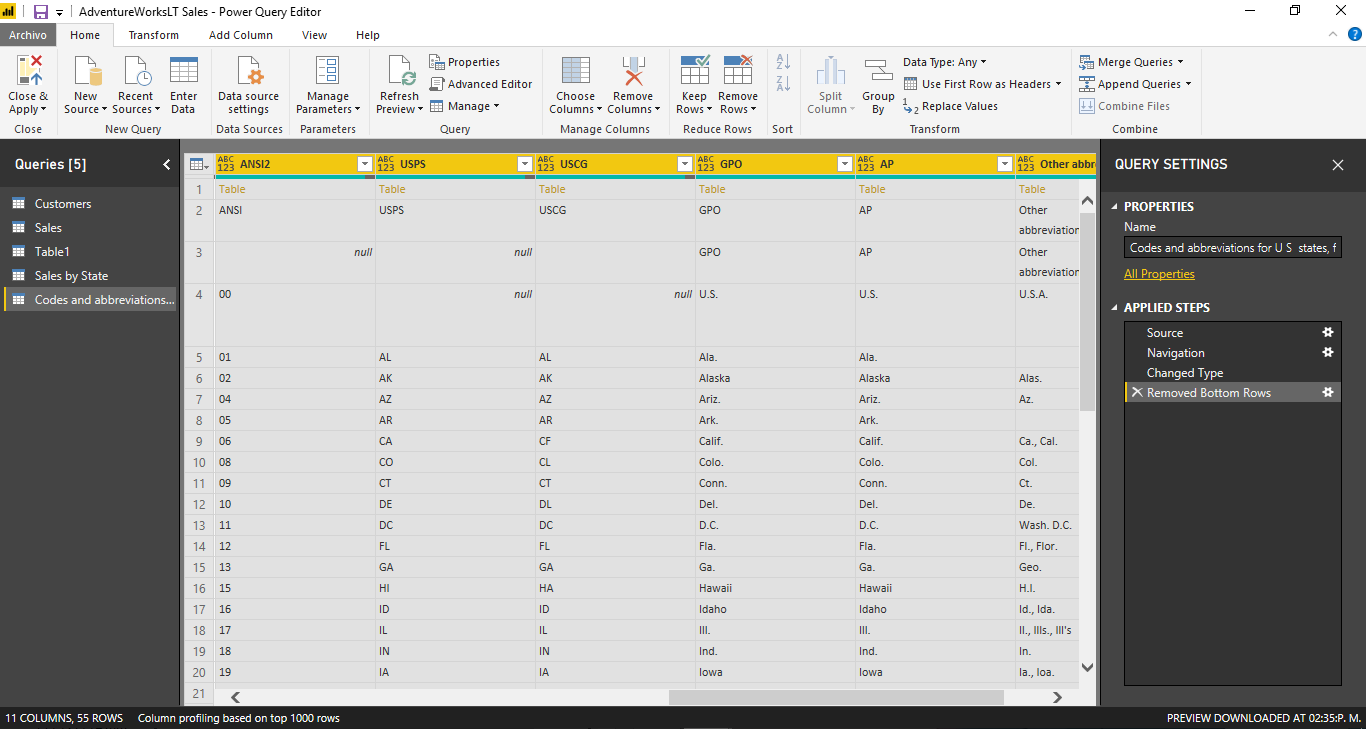 AdventureWorksLT Sales - Power Query Editor
Archivo Home Transform Add Column View Help
Close & Apply
Close
New Source
Recent Sources
Enter Data
New Query
Data source settings
Data Sources
Manage Parameters
Parameters
Refresh Preview
Properties
Advanced Editor
Manage
Query
Choose Columns
Remove Columns
Manage Columns
Keep Rows
Remove Rows
Reduce Rows
Sort
Split Column
Group By
Data Type: Any
Use First Row as Headers
Replace Values
Transform
Merge Queries
Append Queries
Combine Files
Combine
Queries [5]
Customers
Sales
Table1
Sales by State
Codes and abbreviations...
ABC 123 ANSI2 ABC 123 USPS ABC 123 USCG ABC 123 GPO ABC 123 AP ABC 123 Other abbr
1 Table Table Table Table Table Table
2 ANSI USPS USCG GPO AP Other
abbreviation
3 null null GPO AP Other
abbreviation
4 00 null null U.S. U.S. U.S.A.
5 01 AL AL Ala. Ala.
6 02 AK AK Alaska Alaska Alas.
7 04 AZ AZ Ariz. Ariz. Az.
8 05 AR AR Ark. Ark.
9 06 CA CF Calif. Calif. Ca., Cal.
10 08 CO CL Colo. Colo. Col.
11 09 CT CT Conn. Conn. Ct.
12 10 DE DL Del. Del. De.
13 11 DC DC D.C. D.C. Wash. D.C.
14 12 FL FL Fla. Fla. Fl., Flor.
15 13 GA GA Ga. Ga. Geo.
16 15 HI HA Hawaii Hawaii H.I.
17 16 ID ID Idaho Idaho Id., Ida.
18 17 IL IL Ill. Ill. Il., Ills., Ill's
19 18 IN IN Ind. Ind. In.
20 19 IA IA Iowa Iowa Ia., Ioa.
21
QUERY SETTINGS
PROPERTIES
Name
Codes and abbreviations for U S states, f
All Properties
APPLIED STEPS
Source
Navigation
Changed Type
Removed Bottom Rows
11 COLUMNS, 55 ROWS Column profiling based on top 1000 rows
PREVIEW DOWNLOADED AT 02:35:P. M.